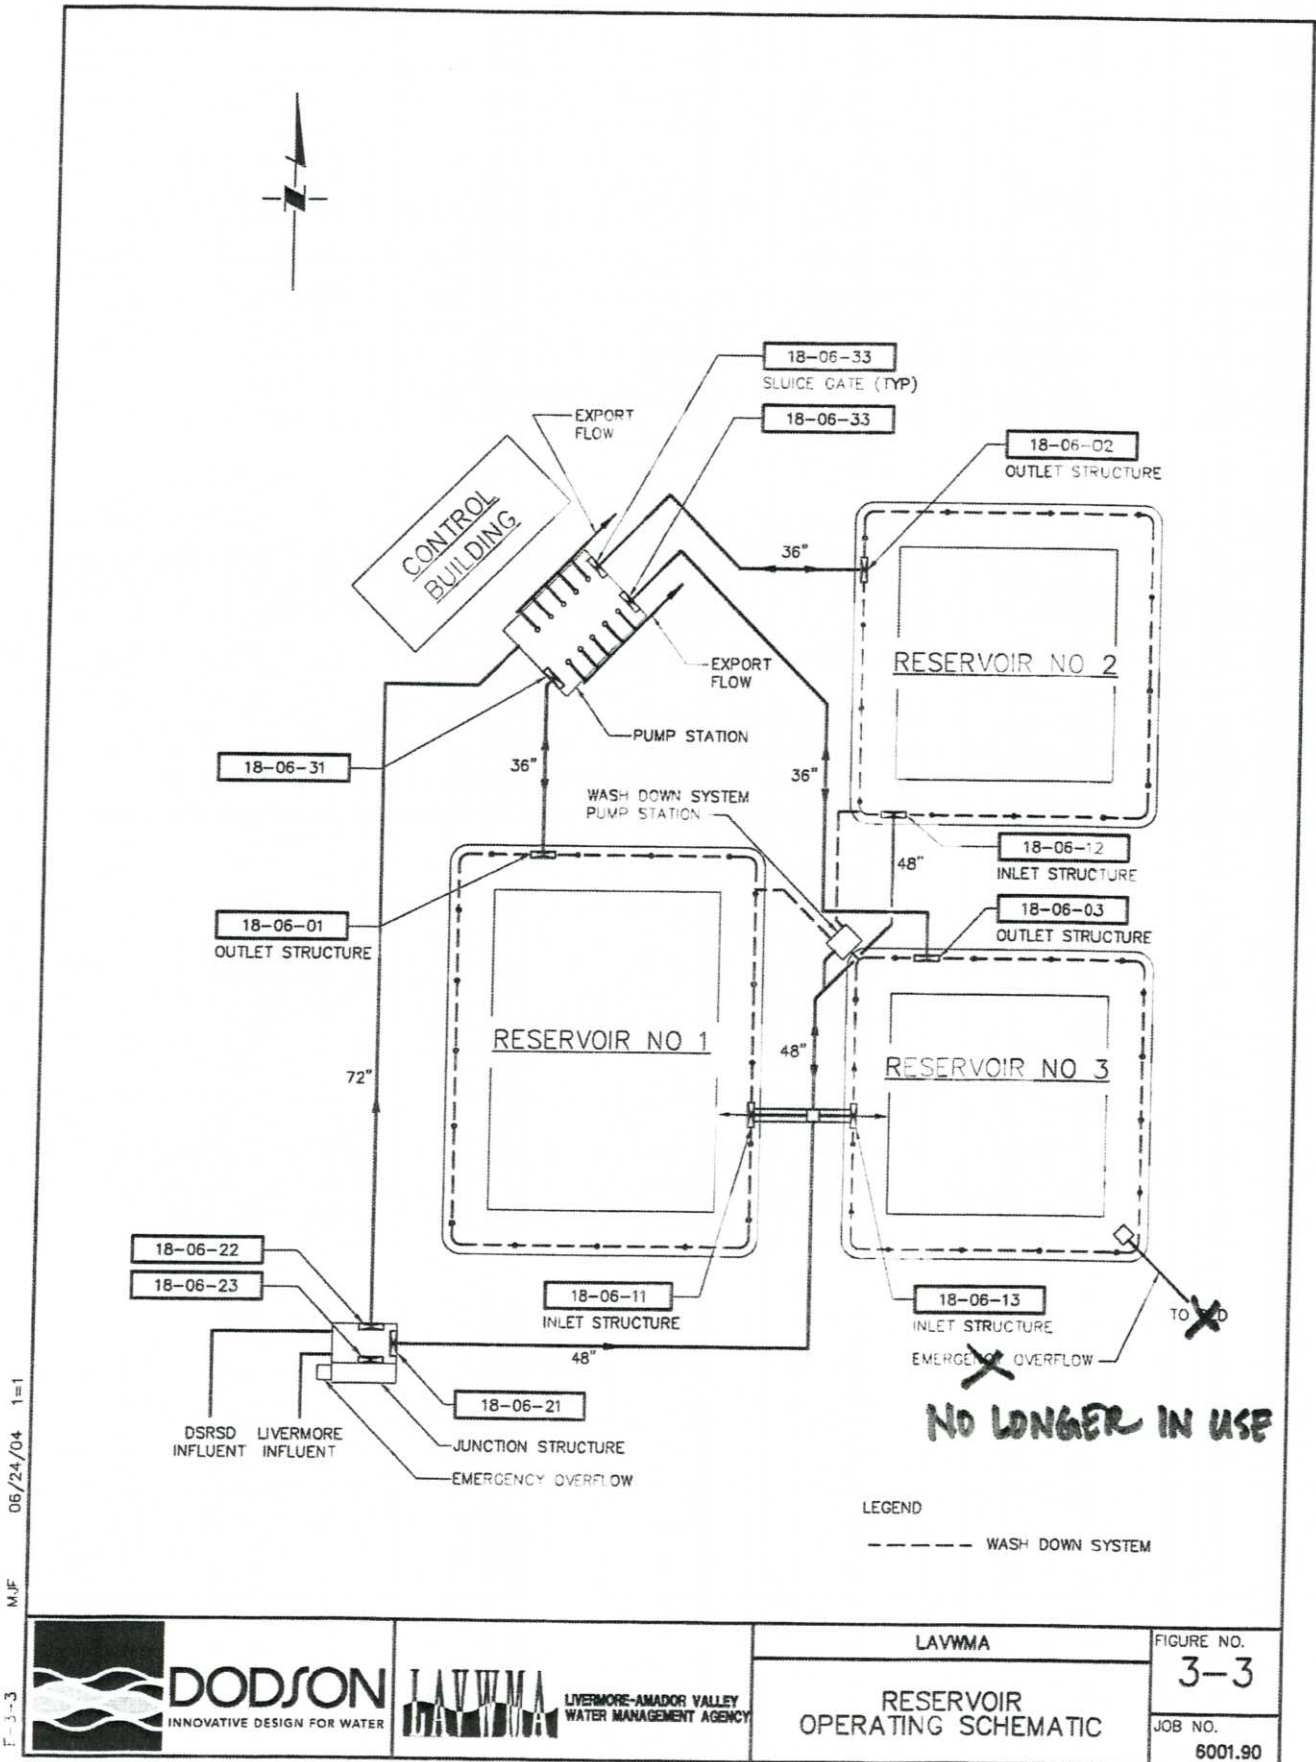 18-06-33
SLUICE GATE (TYP)
18-06-33
EXPORT
FLOW
18-06-02
OUTLET STRUCTURE
CONTROL
BUILDING
36"
RESERVOIR NO 2
EXPORT
FLOW
PUMP STATION
18-06-31
36"
36"
WASH DOWN SYSTEM
PUMP STATION
18-06-12
INLET STRUCTURE
48"
18-06-01
OUTLET STRUCTURE
18-06-03
OUTLET STRUCTURE
RESERVOIR NO 1
48"
RESERVOIR NO 3
72"
18-06-22
18-06-23
18-06-11
INLET STRUCTURE
18-06-13
INLET STRUCTURE
TO
EMERGENCY OVERFLOW
48"
18-06-21
NO LONGER IN USE
DSRSD
INFLUENT
LIVERMORE
INFLUENT
JUNCTION STRUCTURE
EMERGENCY OVERFLOW
LEGEND
WASH DOWN SYSTEM
F-3-3 MJF 06/24/04 1=1
DODSON
INNOVATIVE DESIGN FOR WATER
LAVWMA
LIVERMORE-AMADOR VALLEY
WATER MANAGEMENT AGENCY
LAVWMA
RESERVOIR
OPERATING SCHEMATIC
FIGURE NO.
3-3
JOB NO.
6001.90